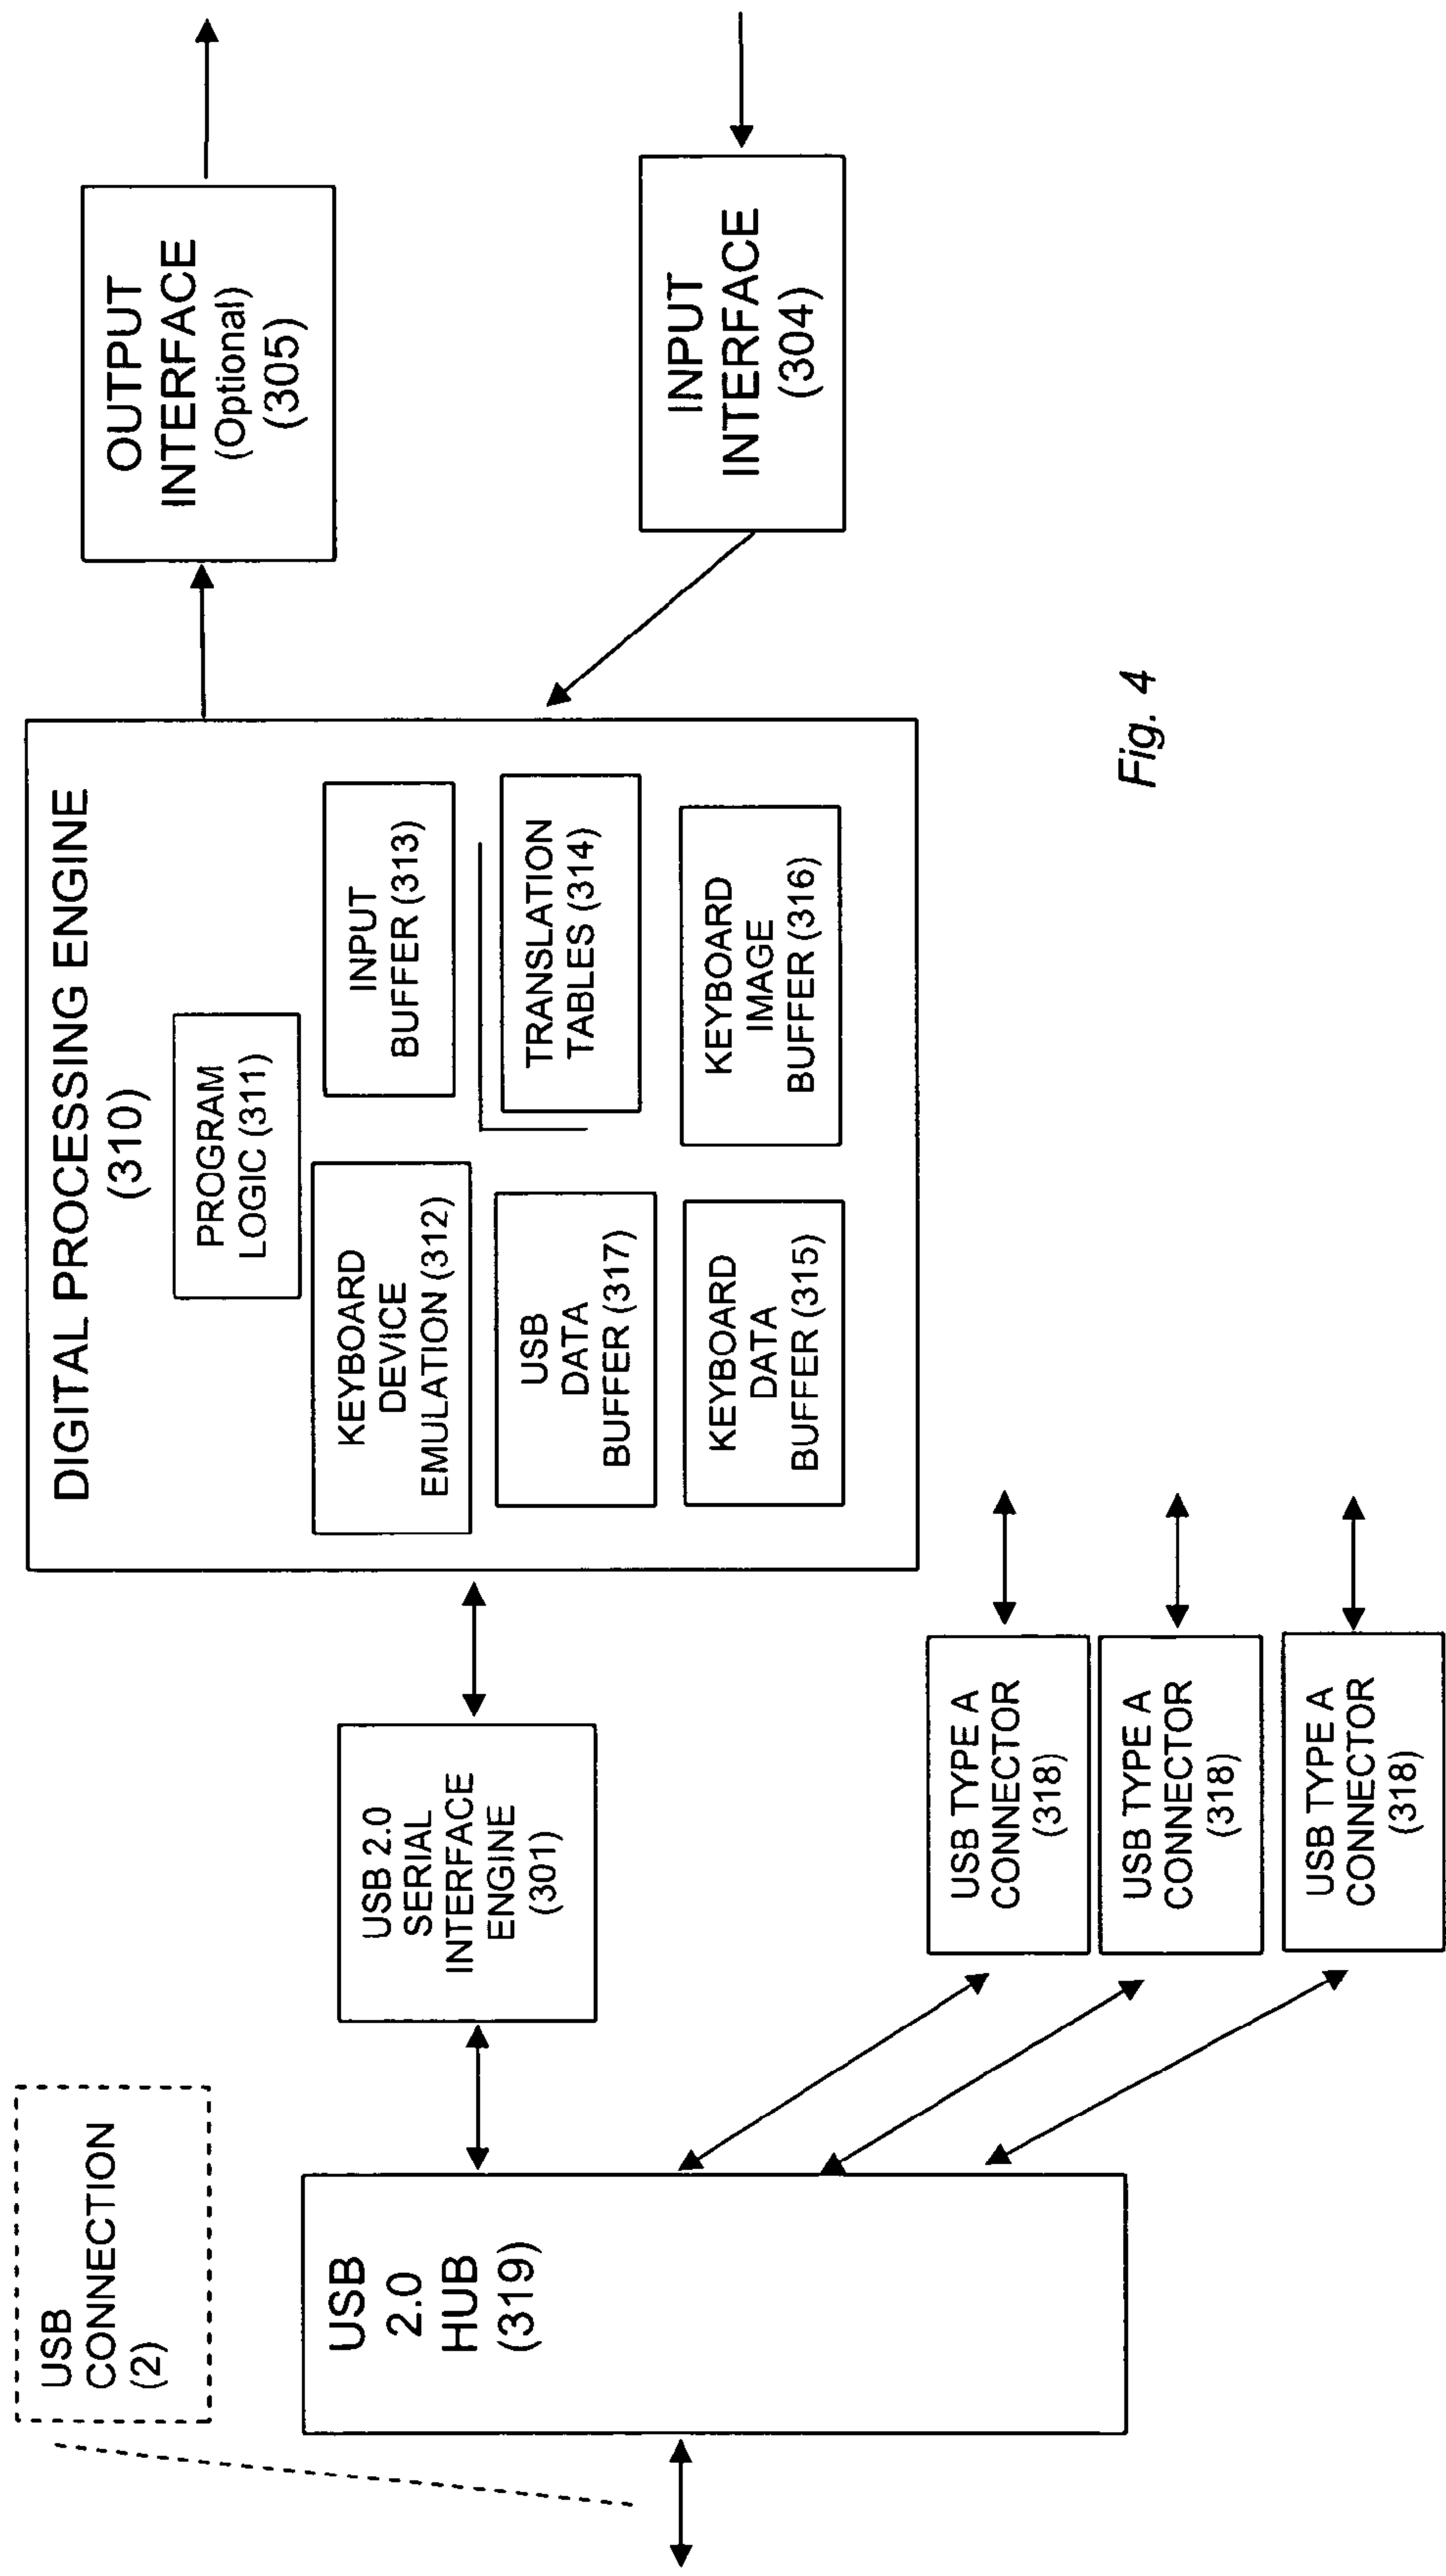 USB
CONNECTION
(2)
USB
2.0
HUB
(319)
USB 2.0
SERIAL
INTERFACE
ENGINE
(301)
USB TYPE A
CONNECTOR
(318)
USB TYPE A
CONNECTOR
(318)
USB TYPE A
CONNECTOR
(318)
DIGITAL PROCESSING ENGINE
(310)
PROGRAM
LOGIC (311)
KEYBOARD
DEVICE
EMULATION (312)
INPUT
BUFFER (313)
USB
DATA
BUFFER (317)
TRANSLATION
TABLES (314)
KEYBOARD
DATA
BUFFER (315)
KEYBOARD
IMAGE
BUFFER (316)
OUTPUT
INTERFACE
(Optional)
(305)
INPUT
INTERFACE
(304)
Fig. 4